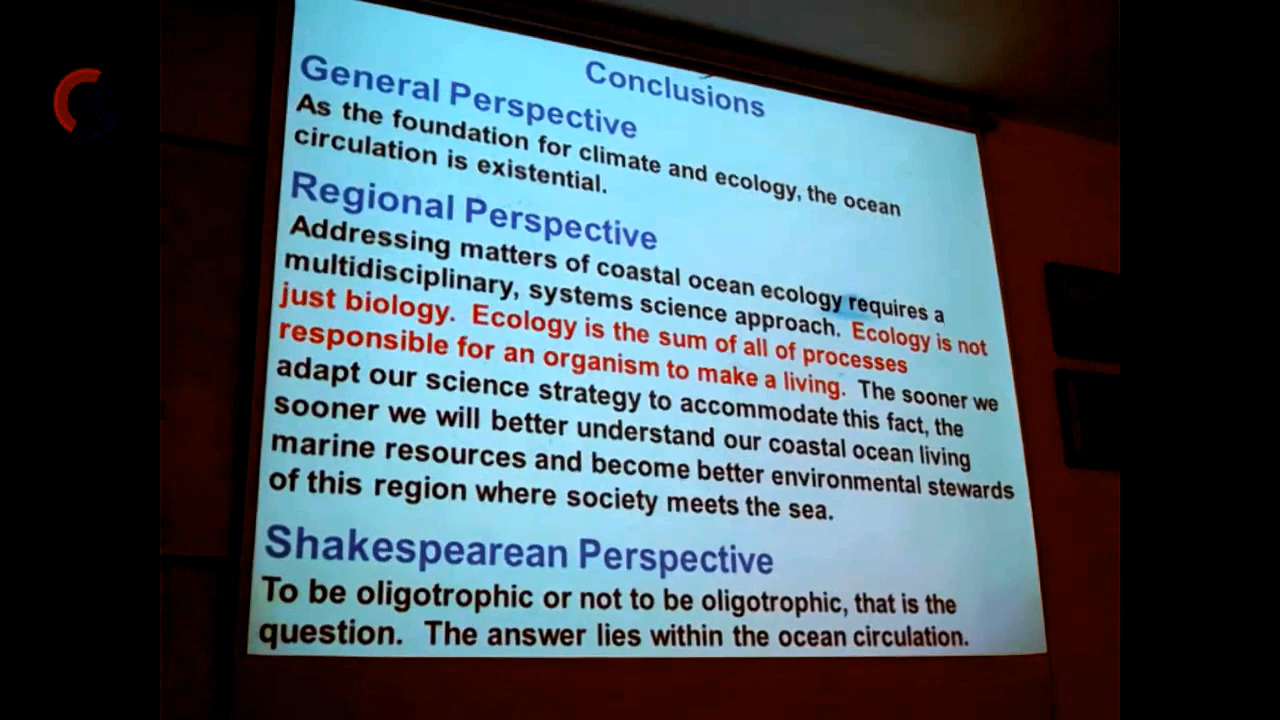 Conclusions
General Perspective
As the foundation for climate and ecology, the ocean
circulation is existential.
Regional Perspective
Addressing matters of coastal ocean ecology requires a
multidisciplinary, systems science approach. Ecology is not
just biology. Ecology is the sum of all of processes
responsible for an organism to make a living. The sooner we
adapt our science strategy to accommodate this fact, the
sooner we will better understand our coastal ocean living
marine resources and become better environmental stewards
of this region where society meets the sea.
Shakespearean Perspective
To be oligotrophic or not to be oligotrophic, that is the
question. The answer lies within the ocean circulation.